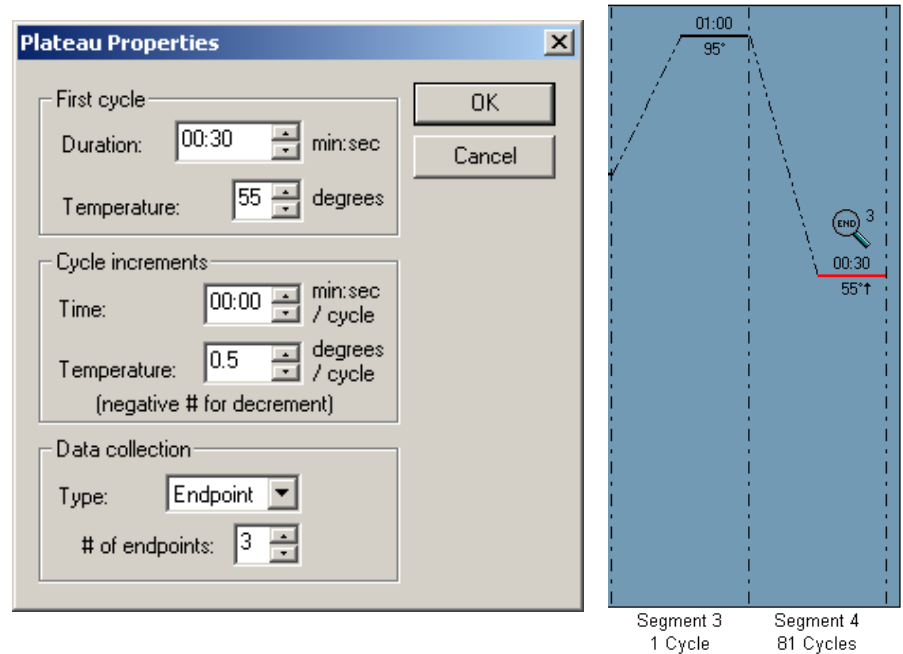 Plateau Properties
First cycle
Duration: 00:30 min:sec
Temperature: 55 degrees
OK
Cancel
Cycle increments
Time: 00:00 min:sec / cycle
Temperature: 0.5 degrees / cycle
(negative # for decrement)
Data collection
Type: Endpoint
# of endpoints: 3
01:00
95°
END 3
00:30
55°↑
Segment 3
1 Cycle
Segment 4
81 Cycles